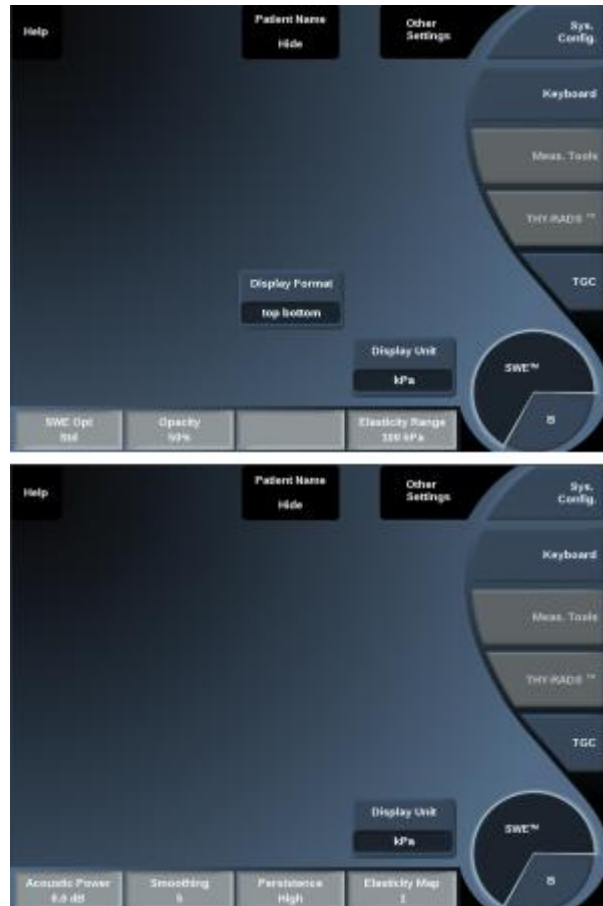 Help
Patient Name
Hide
Other
Settings
Sys.
Config.
Keyboard
Meas. Tools
THY-RADS ™
Display Format
top bottom
TGC
Display Unit
kPa
SWE™
B
SWE Opt
Std
Opacity
50%
Elasticity Range
100 kPa
Help
Patient Name
Hide
Other
Settings
Sys.
Config.
Keyboard
Meas. Tools
THY-RADS ™
TGC
Display Unit
kPa
SWE™
B
Acoustic Power
0.0 dB
Smoothing
5
Persistence
High
Elasticity Map
1